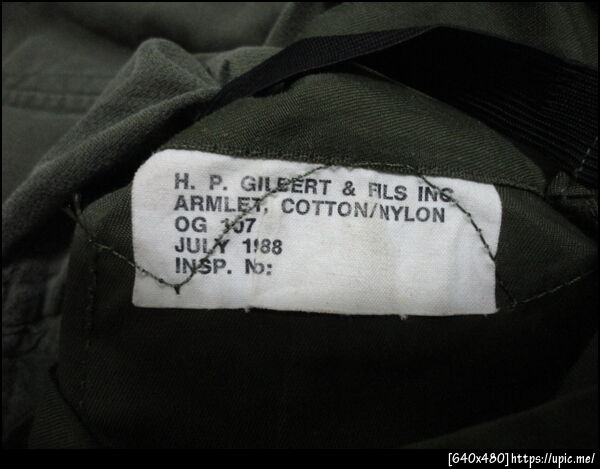 H. P. GILBERT & FILS INC
ARMLET, COTTON/NYLON
OG 107
JULY 1988
INSP. No:
[640x480]https://upic.me/